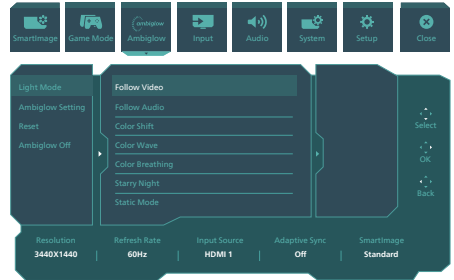 ambiglow
SmartImage Game Mode Ambiglow Input Audio System Setup Close
Light Mode
Ambiglow Setting
Reset
Ambiglow Off
Follow Video
Follow Audio
Color Shift
Color Wave
Color Breathing
Starry Night
Static Mode
Select
OK
Back
Resolution Refresh Rate Input Source Adaptive Sync SmartImage
3440X1440 | 60Hz | HDMI 1 | Off | Standard